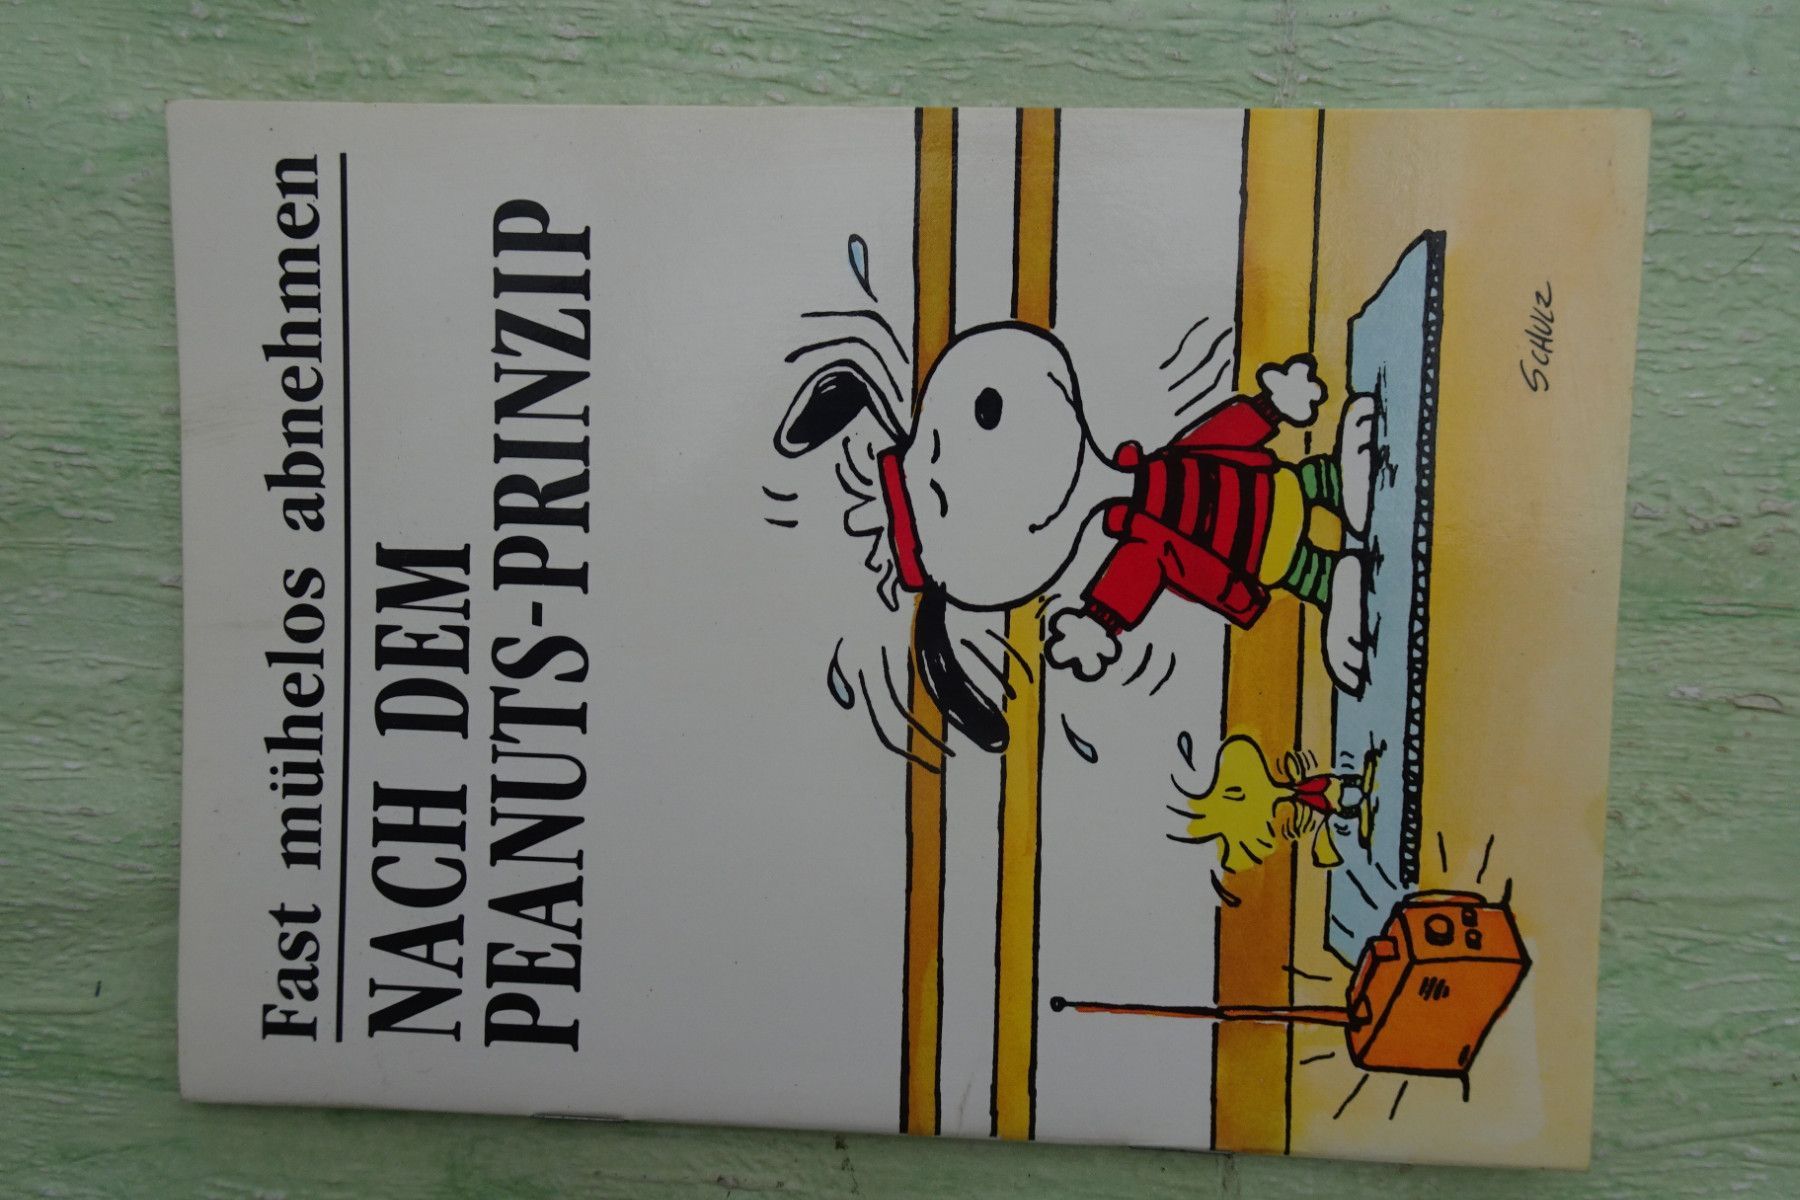 Fast mühelos abnehmen
NACH DEM
PEANUTS-PRINZIP
SCHULZ